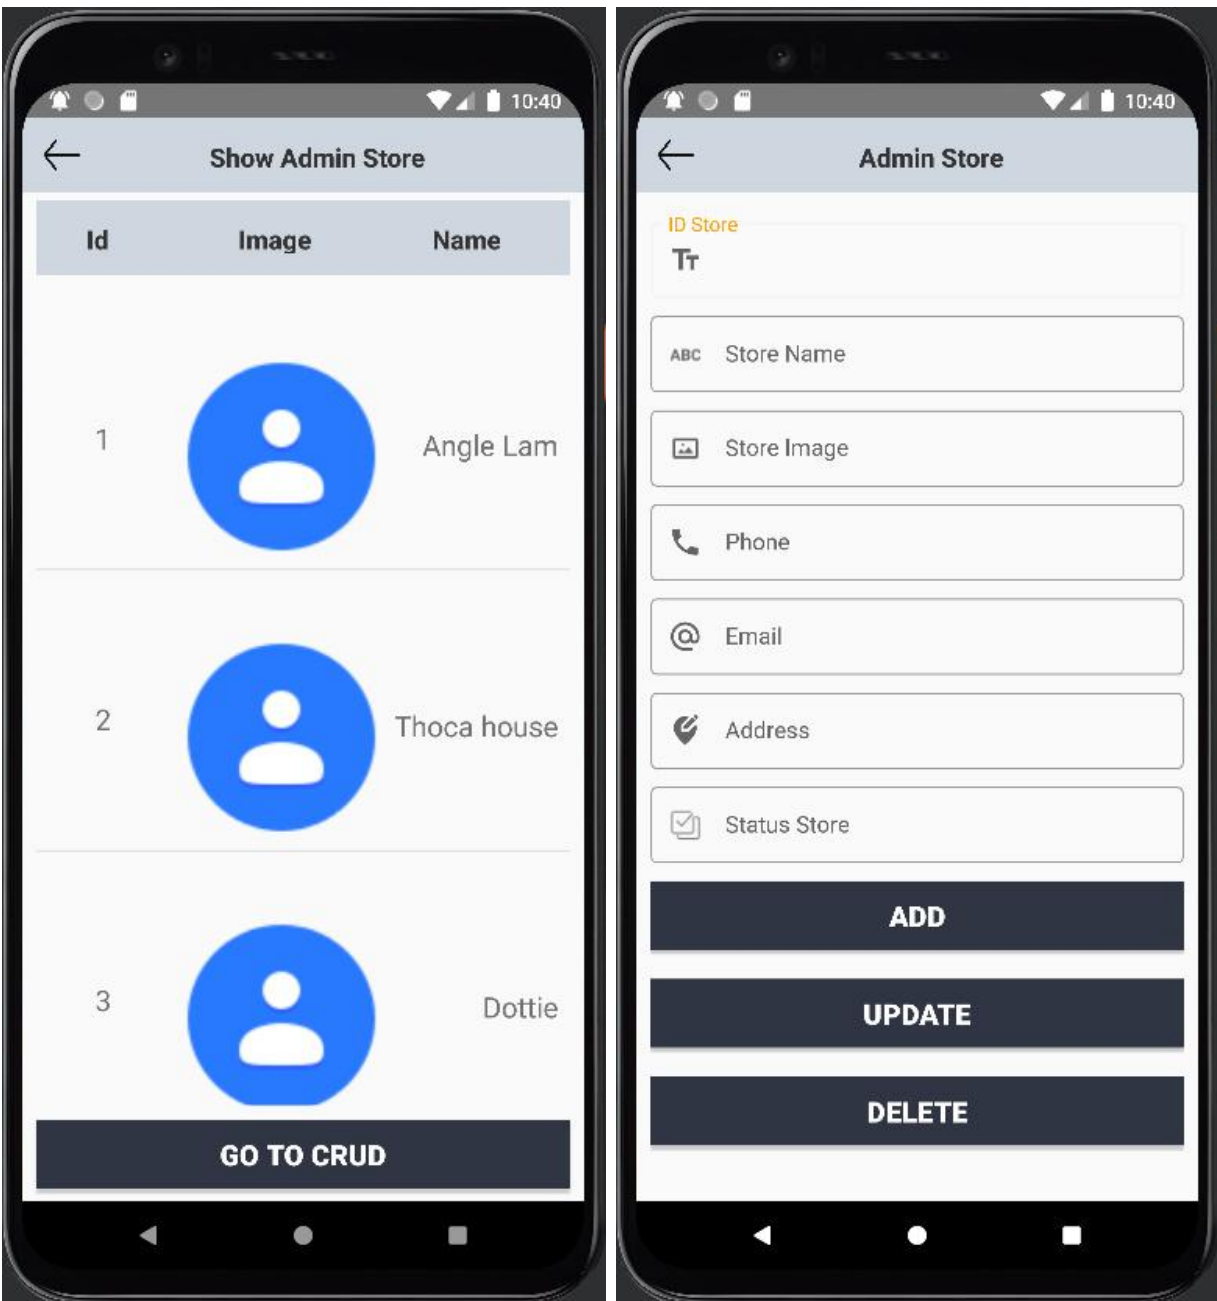 10:40
Show Admin Store
Id Image Name
1 Angle Lam
2 Thoca house
3 Dottie
GO TO CRUD
10:40
Admin Store
ID Store
Tт
ABC Store Name
Store Image
Phone
Email
Address
Status Store
ADD
UPDATE
DELETE